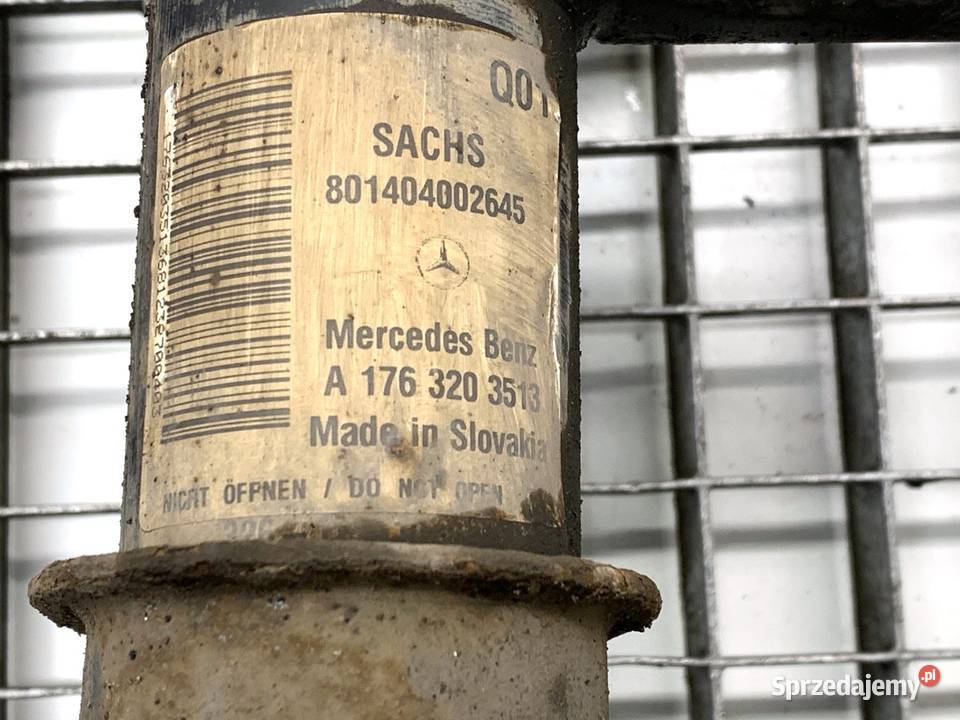 Q01
SACHS
801404002645
Mercedes Benz
A 176 320 3513
Made in Slovakia
NICHT ÖFFNEN / DO NOT OPEN
Sprzedajemy.pl